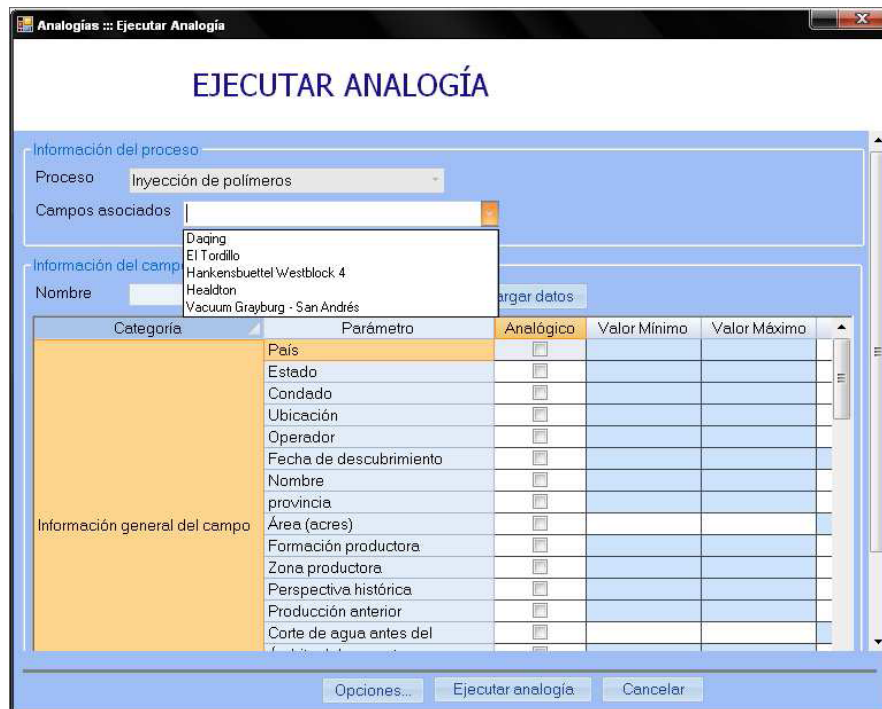 Analogías ::: Ejecutar Analogía
EJECUTAR ANALOGÍA
Información del proceso
Proceso Inyección de polímeros
Campos asociados
Daqing
El Tordillo
Hankensbuettel Westblock 4
Healdton
Vacuum Grayburg - San Andrés
Información del camp
Nombre argar datos
Categoría Parámetro Analógico Valor Mínimo Valor Máximo
Información general del campo
País
Estado
Condado
Ubicación
Operador
Fecha de descubrimiento
Nombre
provincia
Área (acres)
Formación productora
Zona productora
Perspectiva histórica
Producción anterior
Corte de agua antes del
Opciones... Ejecutar analogía Cancelar